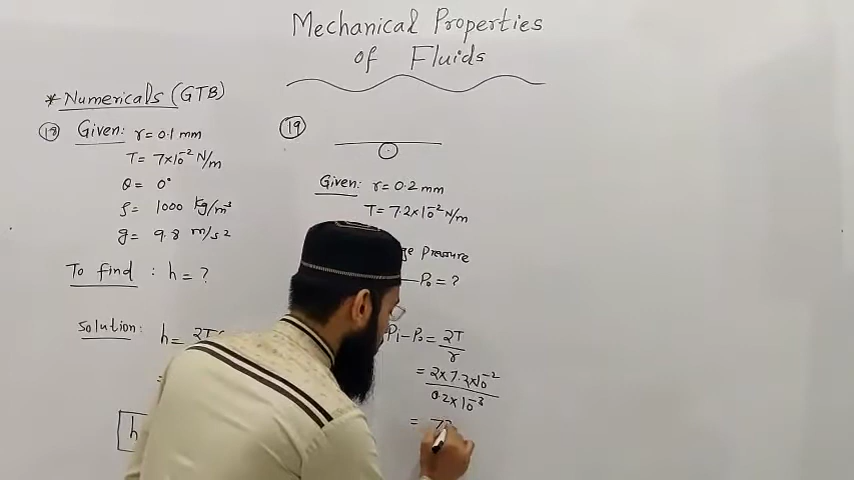 Mechanical Properties
of Fluids
*Numericals (GTB)
(18) Given: r = 0.1 mm
T = 7×10⁻² N/m
θ = 0°
ρ = 1000 kg/m³
g = 9.8 m/s²
To find : h = ?
Solution: h = 2T
=
h
(19)
Given: r = 0.2 mm
T = 7.2×10⁻² N/m
Pressure
P₀ = ?
P₁ - P₀ = 2T/r
= 2×7.2×10⁻²/0.2×10⁻³
= 7